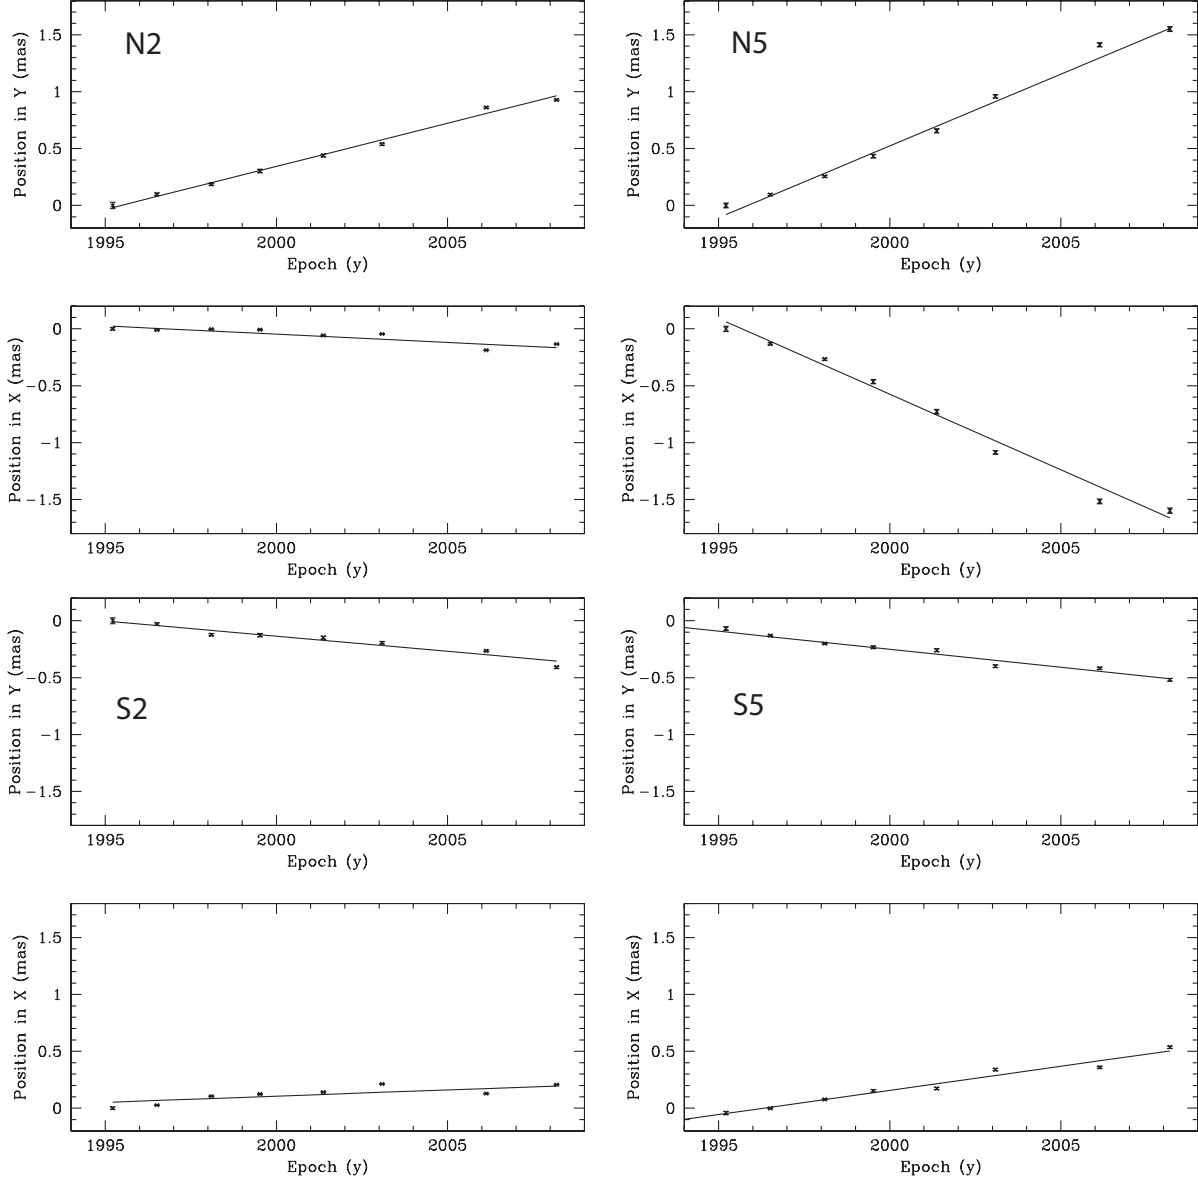 N2
Position in Y (mas)
1.5
1
0.5
0
1995 2000 2005
Epoch (y)
N5
Position in Y (mas)
1.5
1
0.5
0
1995 2000 2005
Epoch (y)
Position in X (mas)
0
−0.5
−1
−1.5
1995 2000 2005
Epoch (y)
Position in X (mas)
0
−0.5
−1
−1.5
1995 2000 2005
Epoch (y)
S2
Position in Y (mas)
0
−0.5
−1
−1.5
1995 2000 2005
Epoch (y)
S5
Position in Y (mas)
0
−0.5
−1
−1.5
1995 2000 2005
Epoch (y)
Position in X (mas)
1.5
1
0.5
0
1995 2000 2005
Epoch (y)
Position in X (mas)
1.5
1
0.5
0
1995 2000 2005
Epoch (y)